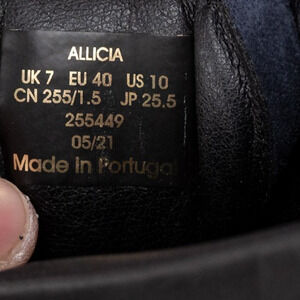 ALLICIA
UK 7 EU 40 US 10
CN 255/1.5 JP 25.5
255449
05/21
Made in Portugal